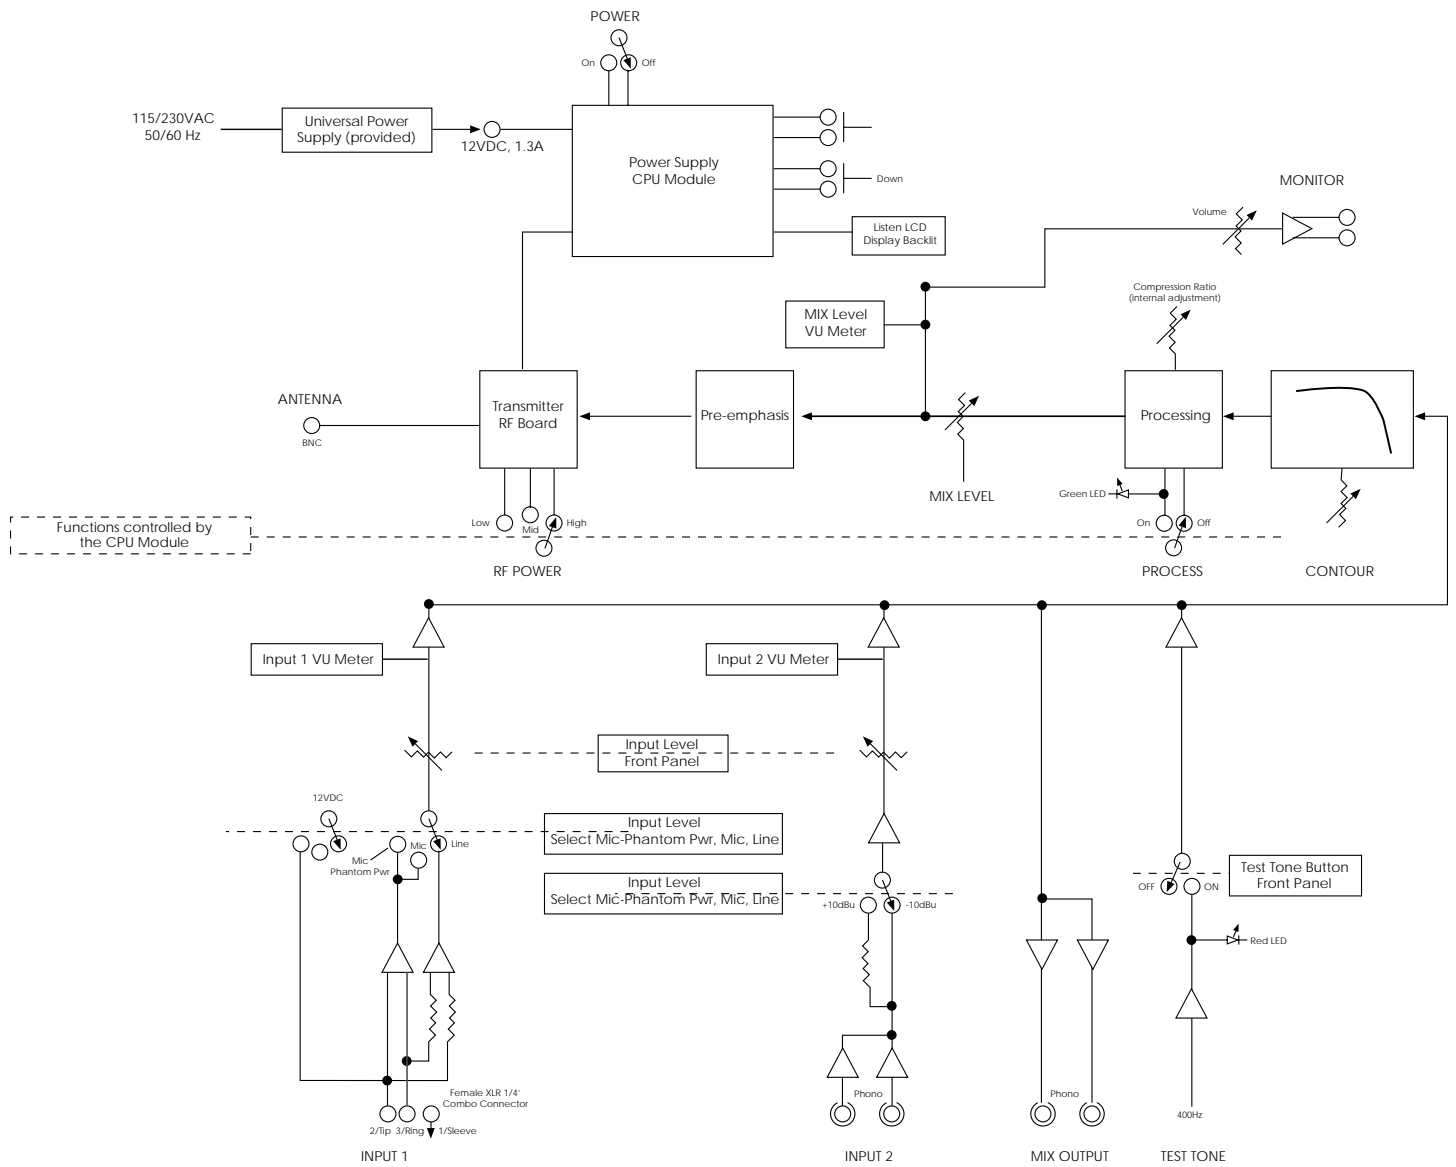 POWER
On
Off
115/230VAC
50/60 Hz
Universal Power
Supply (provided)
12VDC, 1.3A
Power Supply
CPU Module
Down
Listen LCD
Display Backlit
MONITOR
Volume
Compression Ratio
(internal adjustment)
MIX Level
VU Meter
ANTENNA
BNC
Transmitter
RF Board
Pre-emphasis
Processing
MIX LEVEL
Green LED
Low
Mid
High
On
Off
Functions controlled by
the CPU Module
RF POWER
PROCESS
CONTOUR
Input 1 VU Meter
Input 2 VU Meter
Input Level
Front Panel
12VDC
Mic
Phantom Pwr
Mic
Line
Input Level
Select Mic-Phantom Pwr, Mic, Line
Input Level
Select Mic-Phantom Pwr, Mic, Line
+10dBu
-10dBu
OFF
ON
Test Tone Button
Front Panel
Red LED
Female XLR 1/4'
Combo Connector
2/Tip
3/Ring
1/Sleeve
Phono
Phono
400Hz
INPUT 1
INPUT 2
MIX OUTPUT
TEST TONE